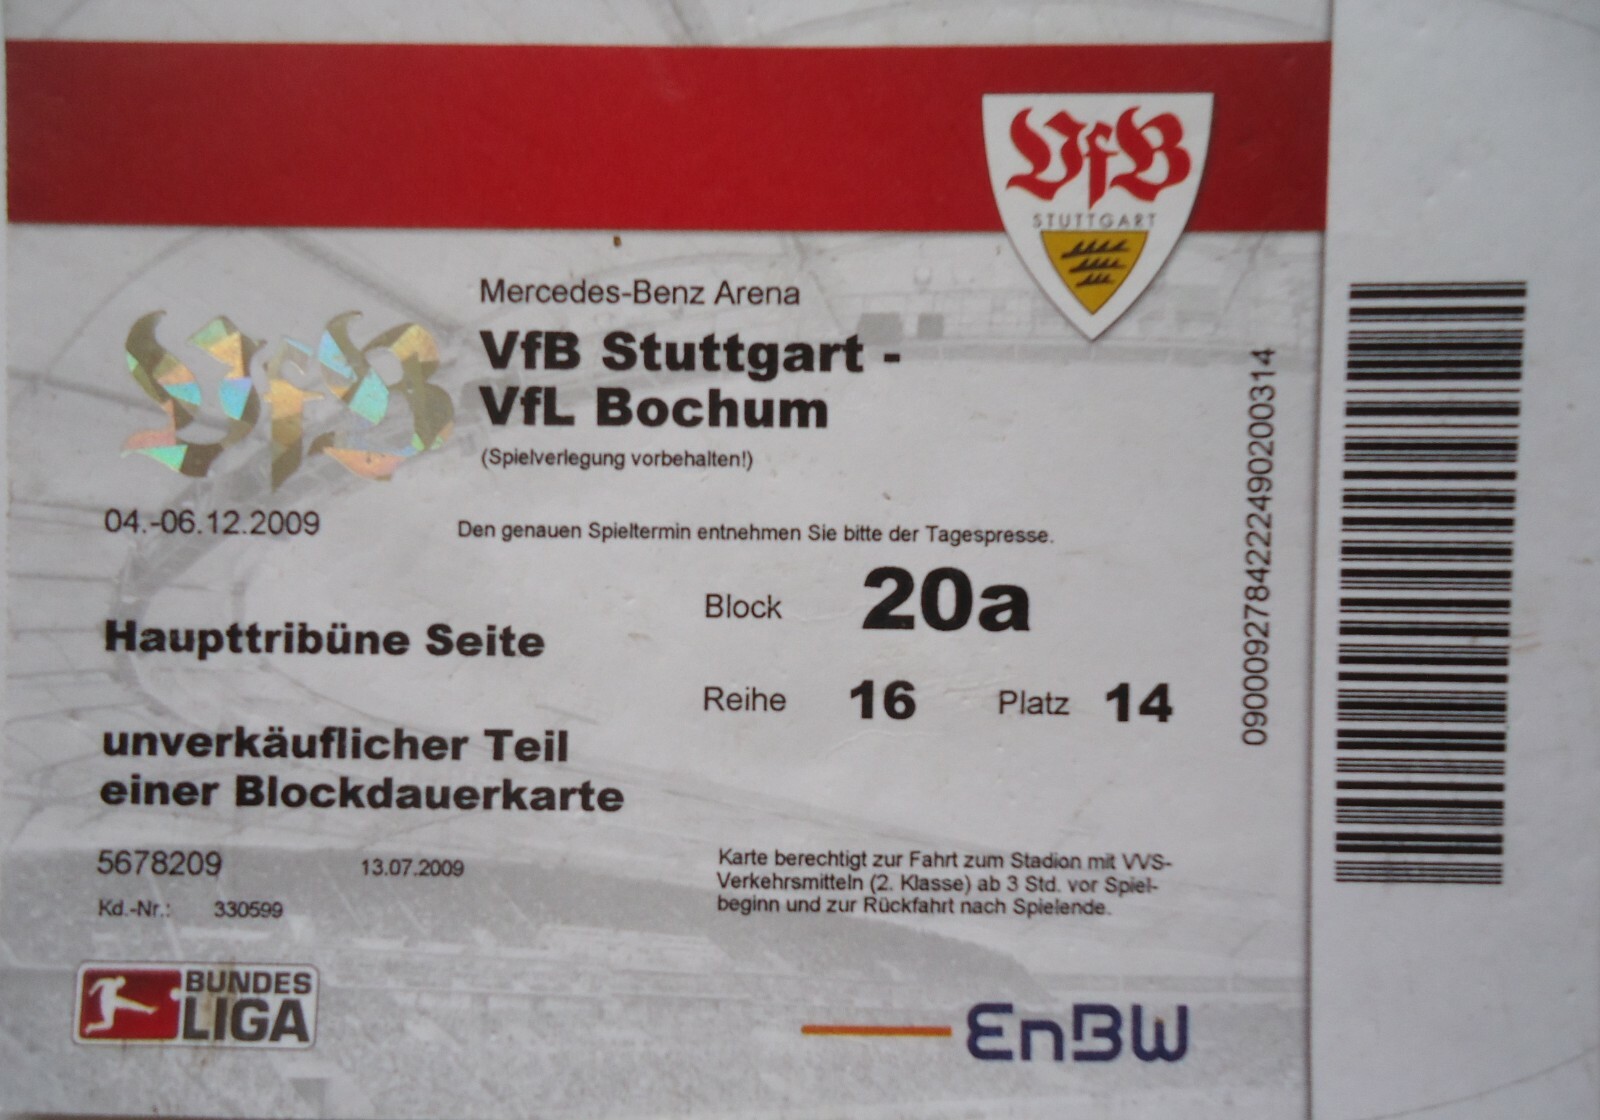 VfB
STUTTGART
Mercedes-Benz Arena
VfB
VfB Stuttgart -
VfL Bochum
(Spielverlegung vorbehalten!)
04.-06.12.2009
Den genauen Spieltermin entnehmen Sie bitte der Tagespresse.
Block 20a
Haupttribüne Seite
Reihe 16 Platz 14
unverkäuflicher Teil
einer Blockdauerkarte
5678209 13.07.2009
Kd.-Nr.: 330599
Karte berechtigt zur Fahrt zum Stadion mit VVS-
Verkehrsmitteln (2. Klasse) ab 3 Std. vor Spiel-
beginn und zur Rückfahrt nach Spielende.
BUNDES
LIGA
EnBW
09000927842224902003​14